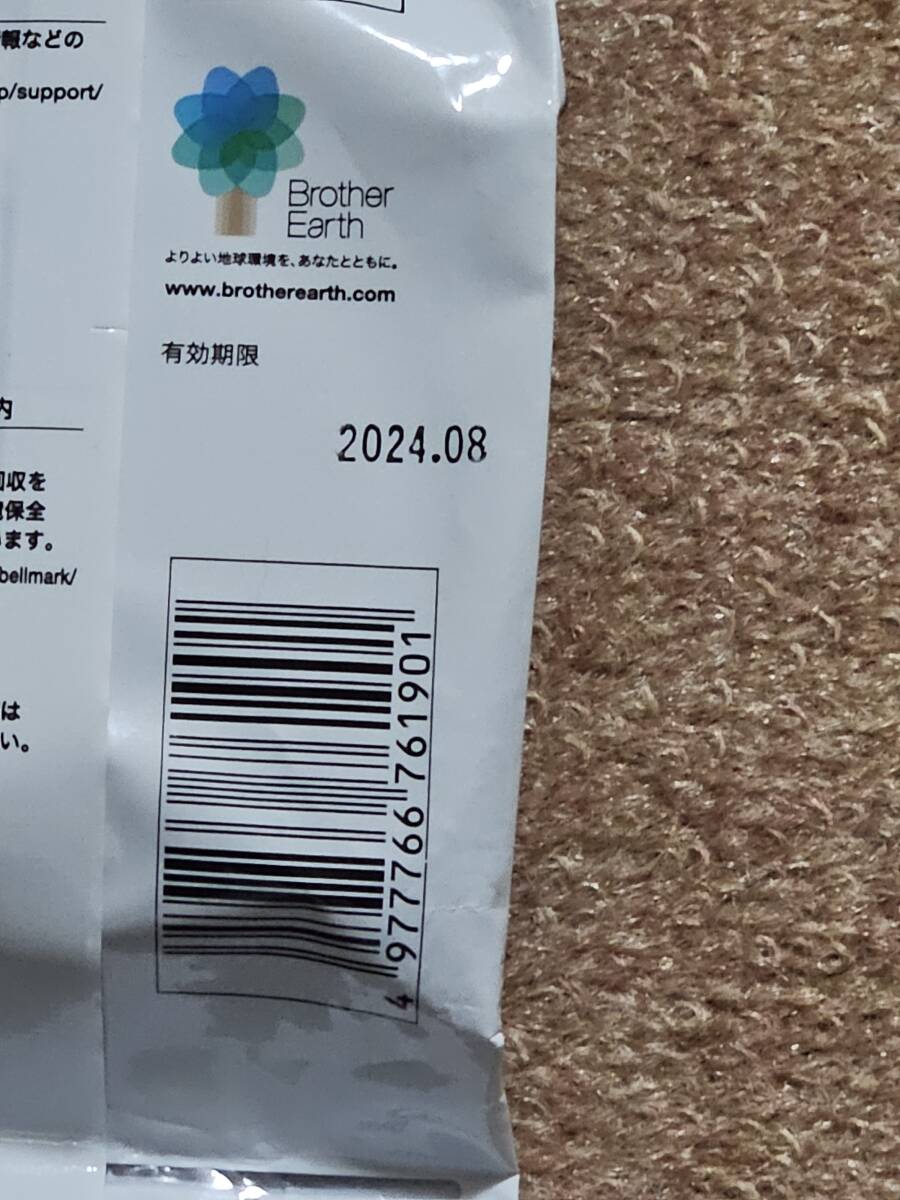 報などの
p/support/
内
収を
保全
います。
bellmark/
は
い。
Brother
Earth
よりよい地球環境を、あなたとともに。
www.brotherearth.com
有効期限
2024.08
4 977766 761901